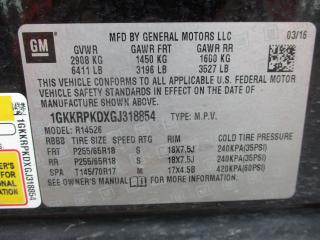 GM
MFD BY GENERAL MOTORS LLC
03/16
GVWR GAWR FRT GAWR RR
2908 KG 1450 KG 1600 KG
6411 LB 3196 LB 3527 LB
THIS VEHICLE CONFORMS TO ALL APPLICABLE U.S.
FEDERAL MOTOR VEHICLE SAFETY AND THEFT
PREVENTION STANDARDS IN EFFECT ON THE DATE
OF MANUFACTURE SHOWN ABOVE.
1GKKRPKDXGJ318854 TYPE: M.P.V.
MODEL: R14526
TIRE SIZE SPEED RTG RIM COLD TIRE PRESSURE
FRT P255/65R18 S 18X7.5J 240KPA(35PSI)
RR P255/65R18 S 18X7.5J 240KPA(35PSI)
SPA T145/70R17 M 17X4.5B 420KPA(60PSI)
SEE OWNER'S MANUAL FOR MORE INFORMATION.
1GKKRPKDXGJ318854